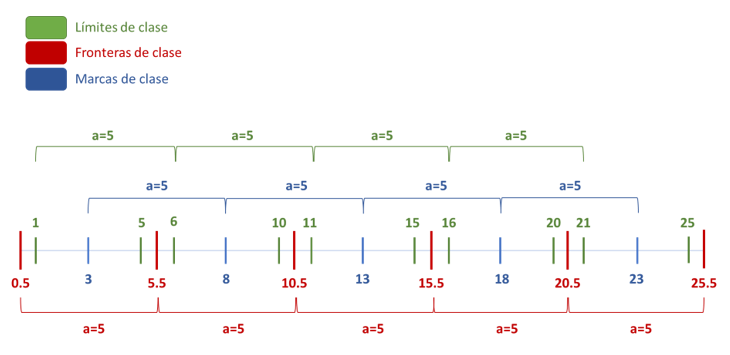 Límites de clase
Fronteras de clase
Marcas de clase
a=5 a=5 a=5 a=5
a=5 a=5 a=5 a=5
1 5 6 10 11 15 16 20 21 25
0.5 3 5.5 8 10.5 13 15.5 18 20.5 23 25.5
a=5 a=5 a=5 a=5 a=5